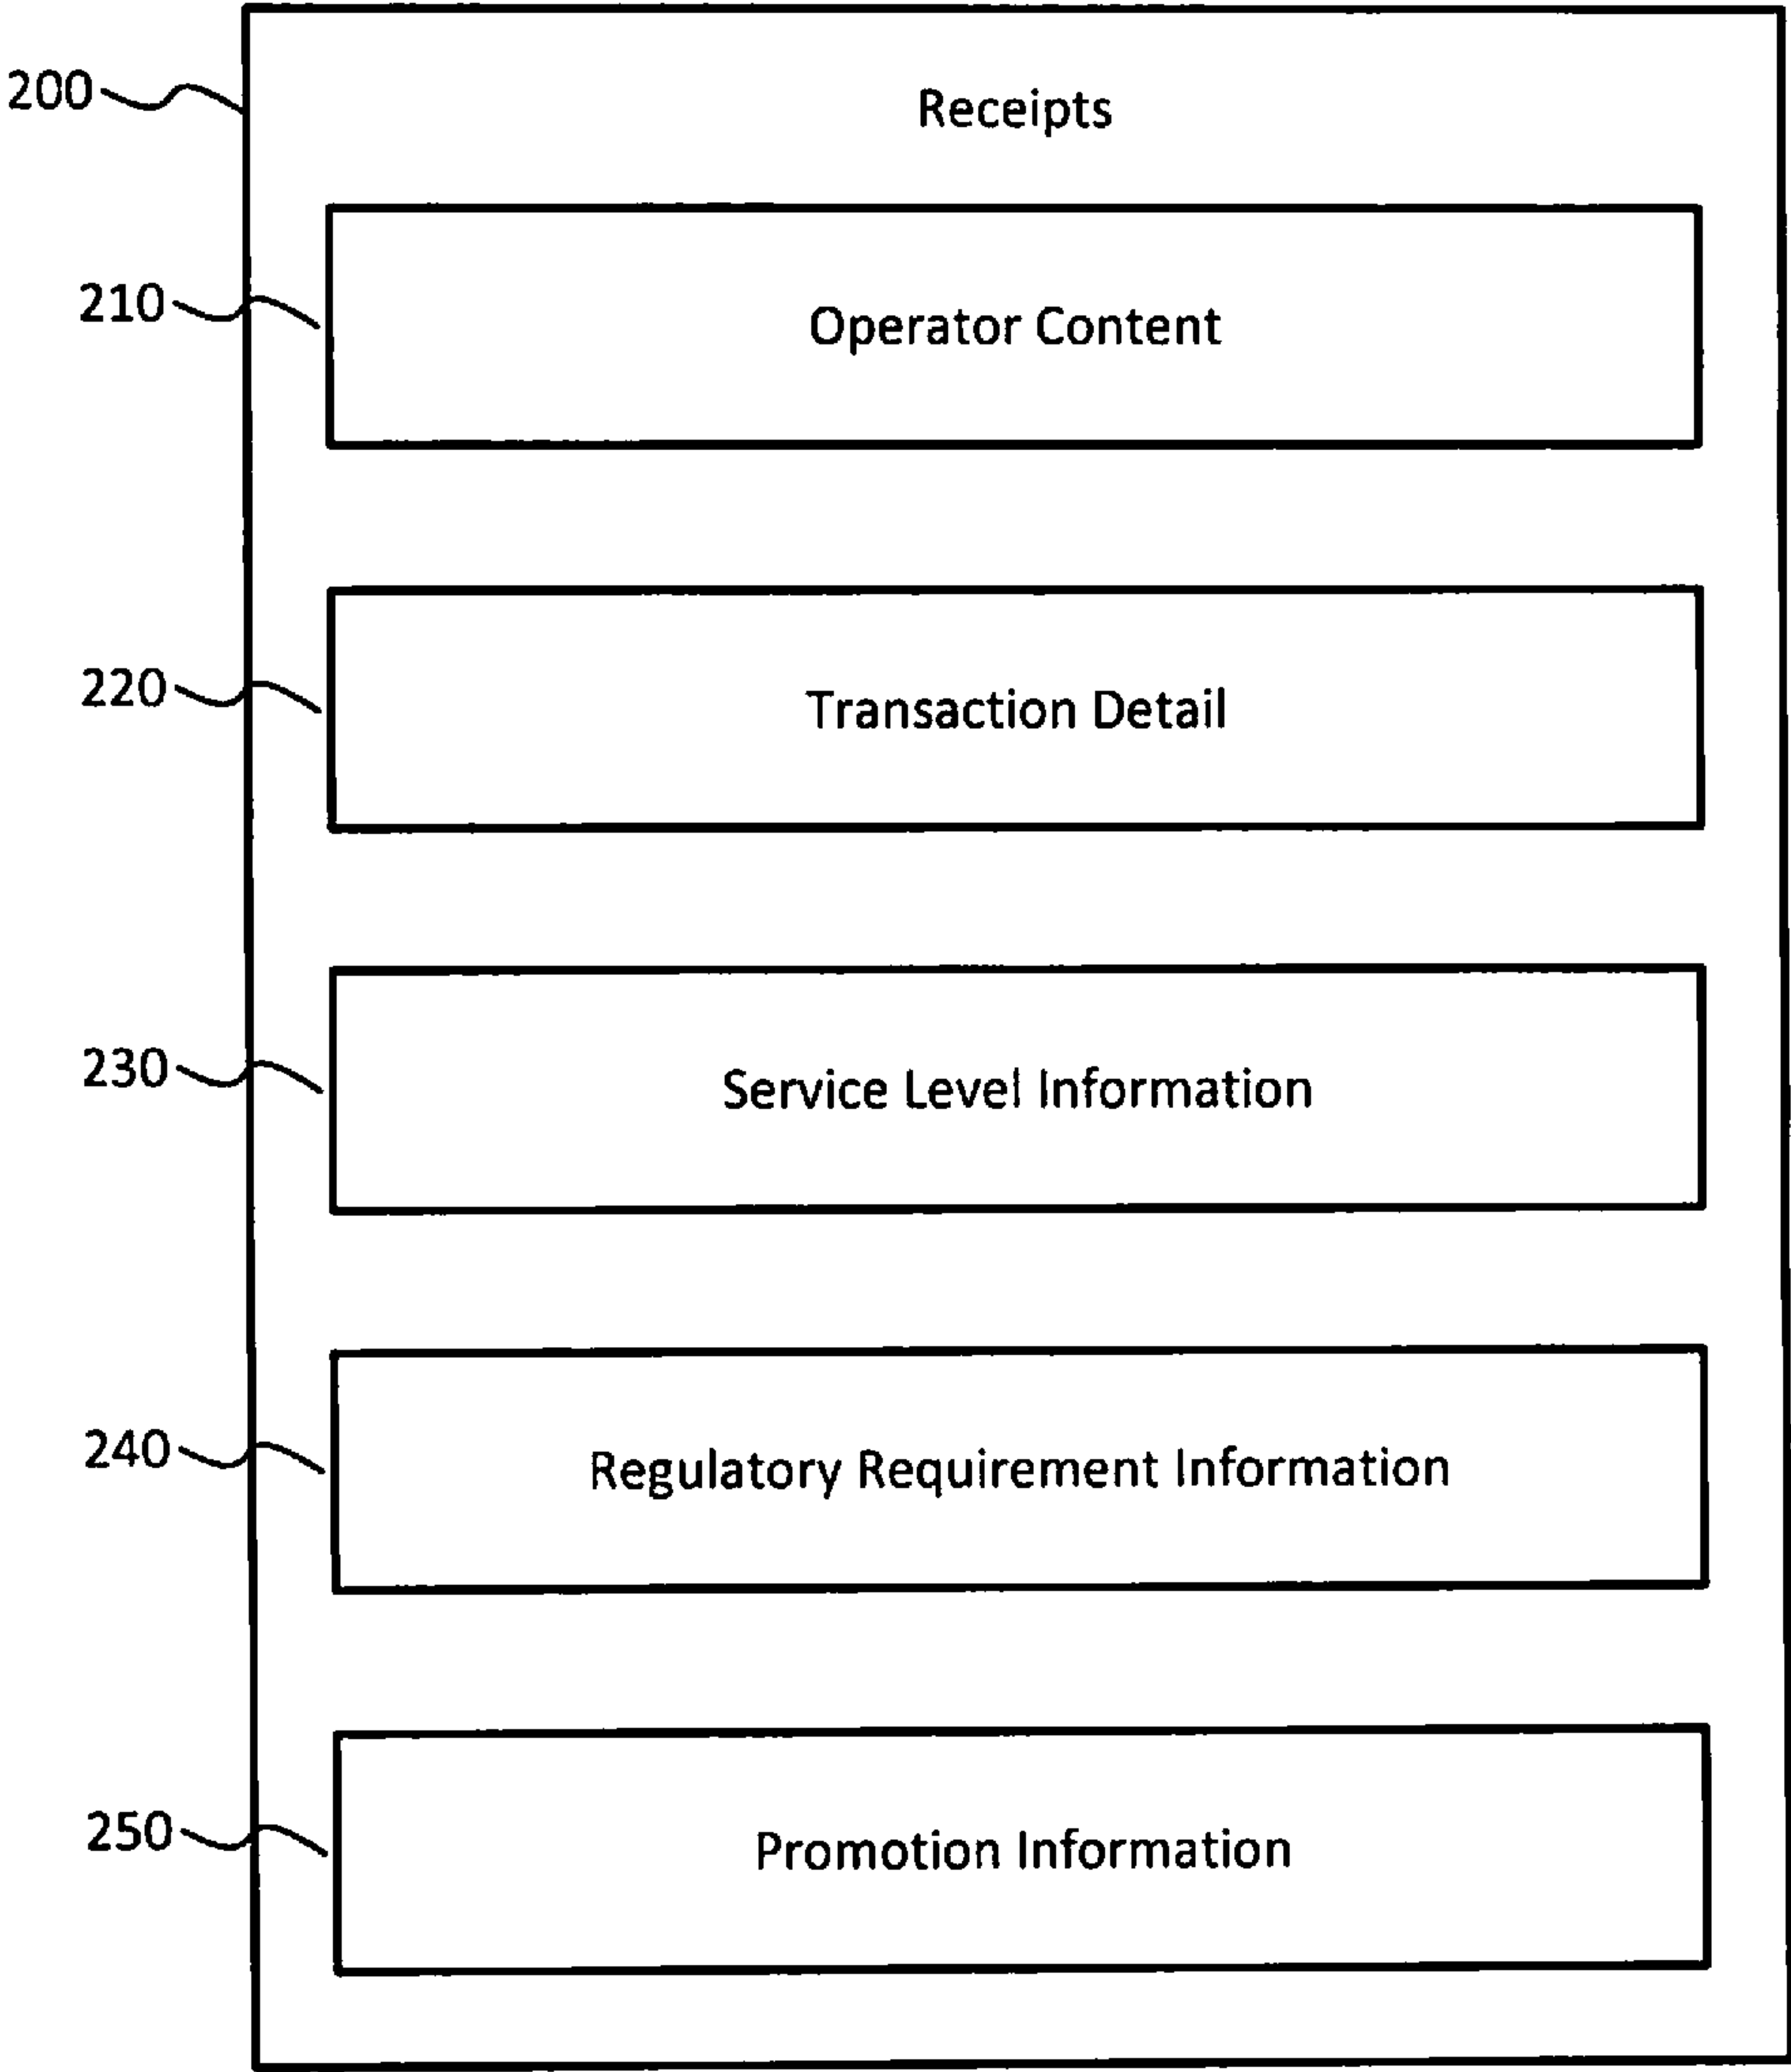 200
Receipts
210
Operator Content
220
Transaction Detail
230
Service Level Information
240
Regulatory Requirement Information
250
Promotion Information